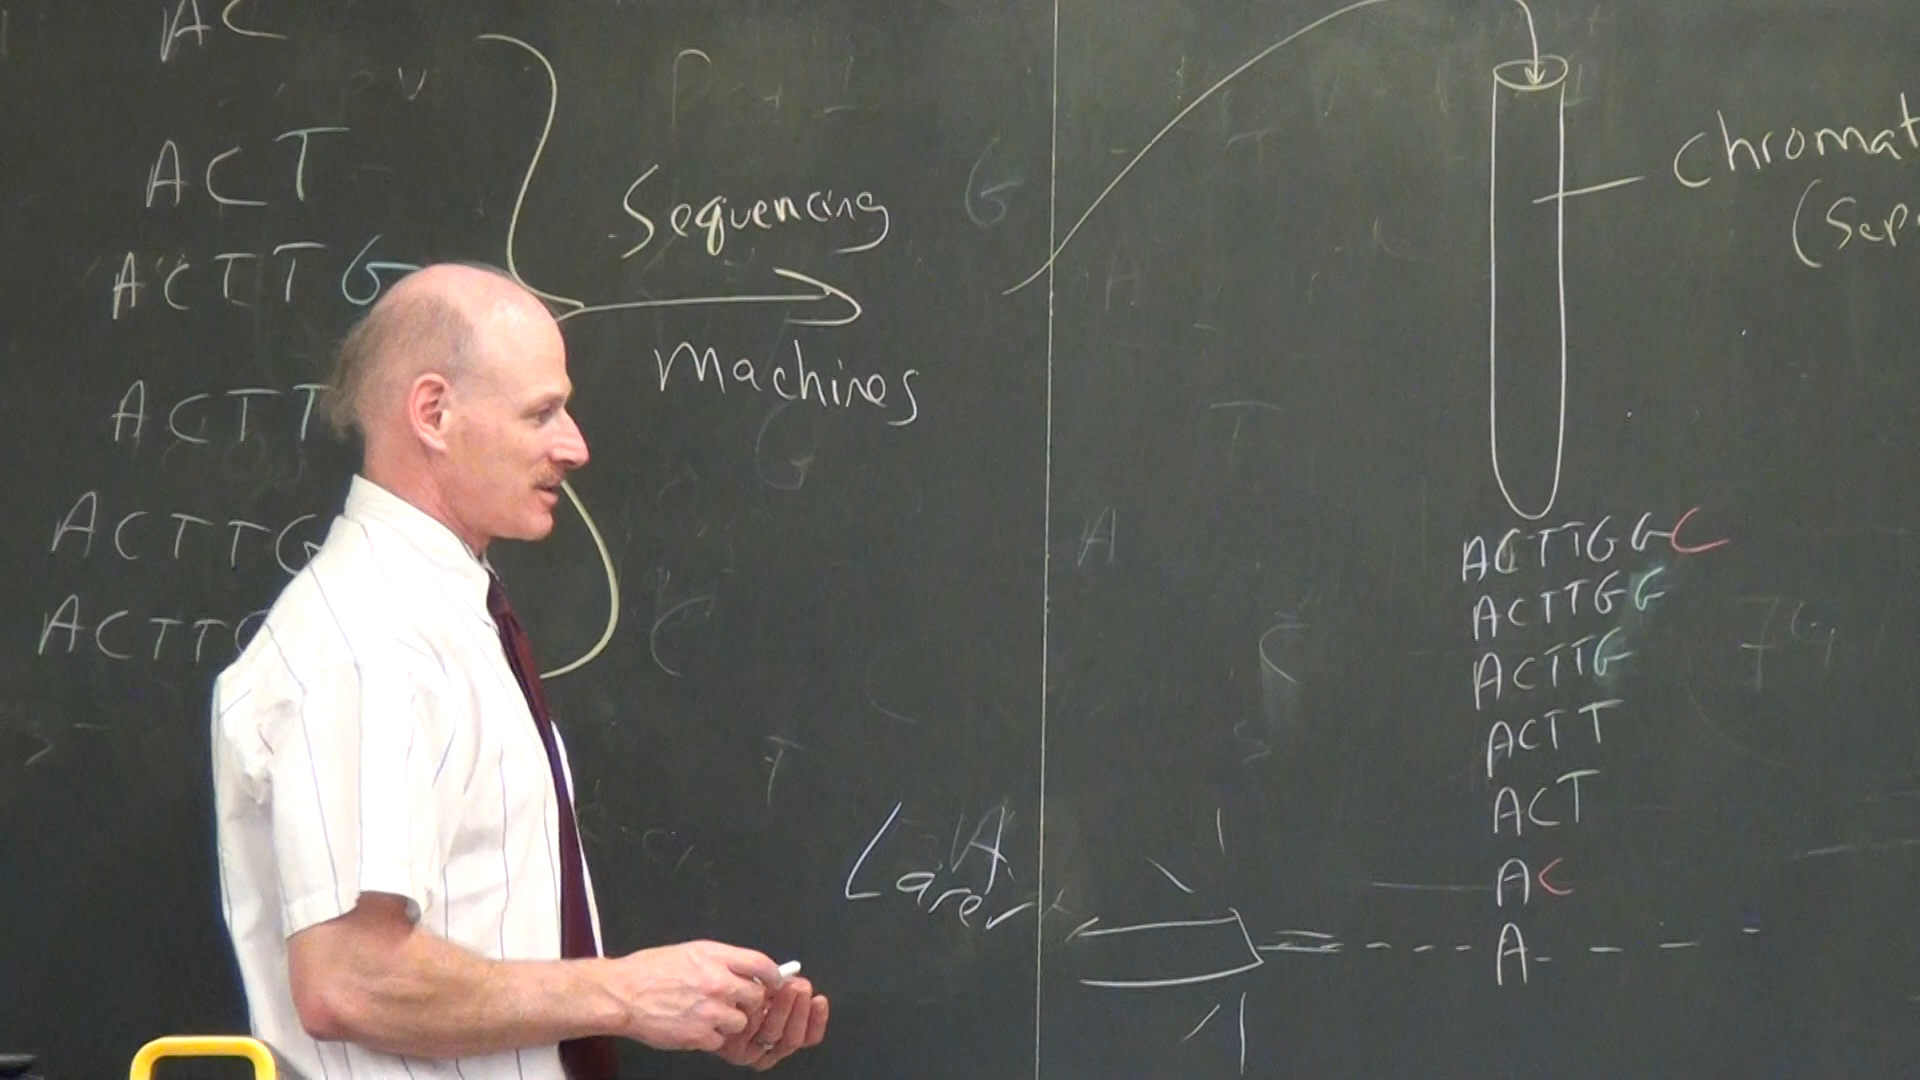 AC
ACT
ACTTG
ACTT
ACTTG
ACTT
Sequencing
Machines
Chromat
(Sep
ACTTGGC
ACTTGG
ACTTG
ACTT
ACT
AC
A
Laser